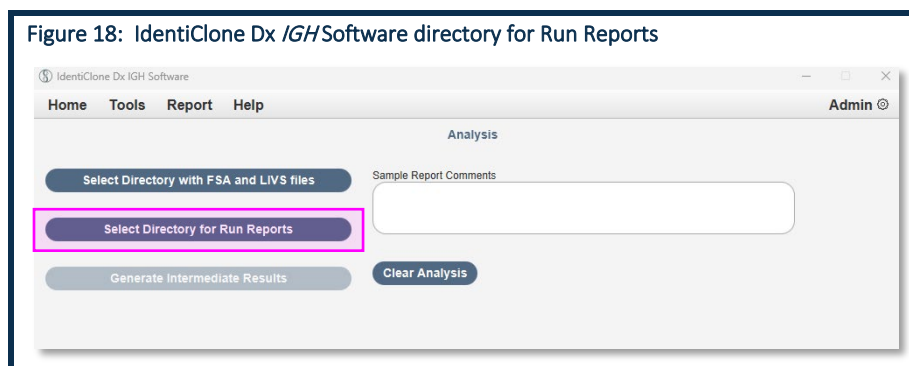 Figure 18: IdentiClone Dx IGH Software directory for Run Reports
IdentiClone Dx IGH Software
Home Tools Report Help Admin
Analysis
Select Directory with FSA and LIVS files
Sample Report Comments
Select Directory for Run Reports
Generate Intermediate Results
Clear Analysis